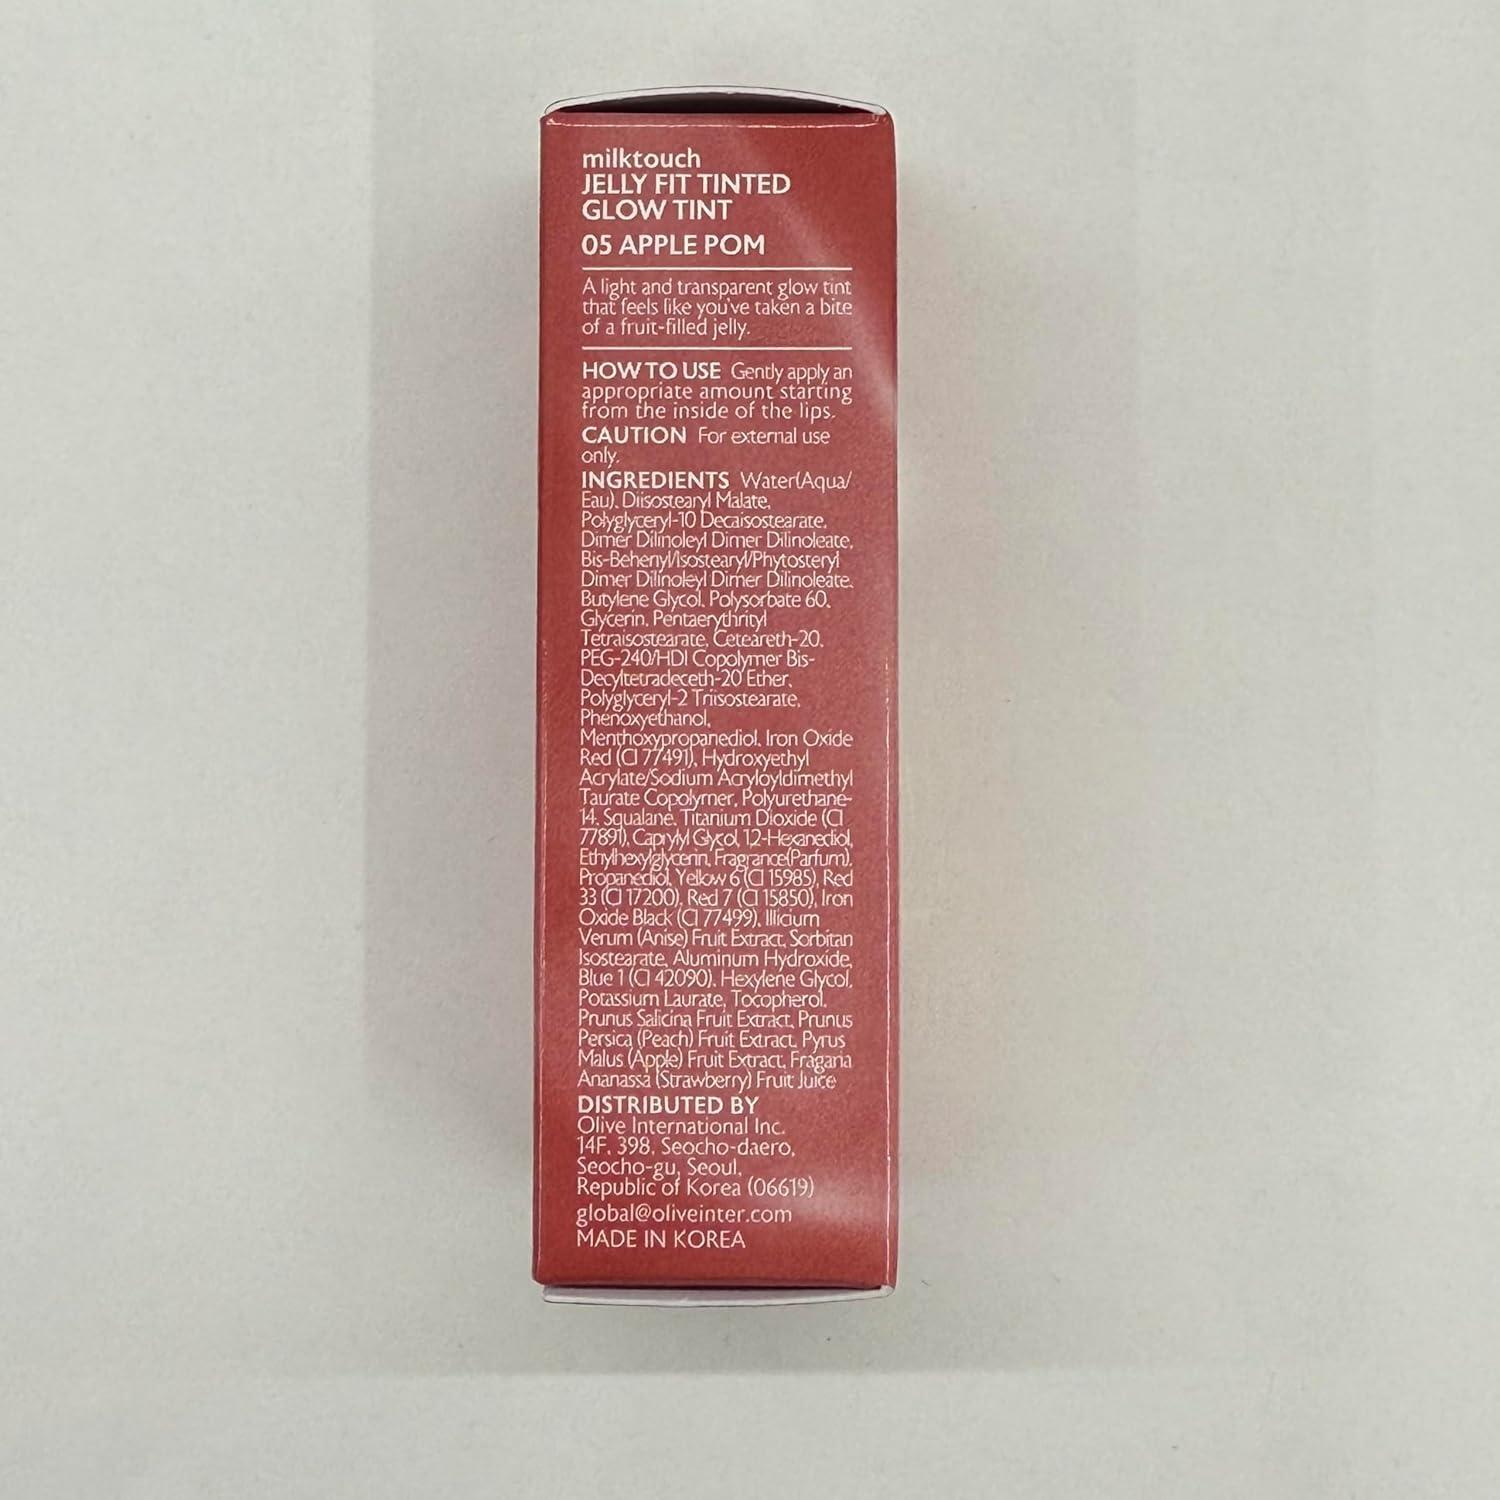 milktouch
JELLY FIT TINTED
GLOW TINT
05 APPLE POM
A light and transparent glow tint
that feels like you've taken a bite
of a fruit-filled jelly.
HOW TO USE Gently apply an
appropriate amount starting
from the inside of the lips.
CAUTION For external use
only.
INGREDIENTS Water(Aqua/
Eau), Diisostearyl Malate,
Polyglyceryl-10 Decaisostearate,
Dimer Dilinoleyl Dimer Dilinoleate,
Bis-Behenyl/Isostearyl/Phytosteryl
Dimer Dilinoleyl Dimer Dilinoleate,
Butylene Glycol, Polysorbate 60,
Glycerin, Pentaerythrityl
Tetraisostearate, Ceteareth-20,
PEG-240/HDI Copolymer Bis-
Decyltetradeceth-20 Ether,
Polyglyceryl-2 Triisostearate,
Phenoxyethanol,
Menthoxypropanediol, Iron Oxide
Red (CI 77491), Hydroxyethyl
Acrylate/Sodium Acryloyldimethyl
Taurate Copolymer, Polyurethane-
14, Squalane, Titanium Dioxide (CI
77891), Caprylyl Glycol, 1,2-Hexanediol,
Ethylhexylglycerin, Fragrance(Parfum),
Propanediol, Yellow 6 (CI 15985), Red
33 (CI 17200), Red 7 (CI 15850), Iron
Oxide Black (CI 77499), Illicium
Verum (Anise) Fruit Extract, Sorbitan
Isostearate, Aluminum Hydroxide,
Blue 1 (CI 42090), Hexylene Glycol,
Potassium Laurate, Tocopherol,
Prunus Salicina Fruit Extract, Prunus
Persica (Peach) Fruit Extract, Pyrus
Malus (Apple) Fruit Extract, Fragaria
Ananassa (Strawberry) Fruit Juice
DISTRIBUTED BY
Olive International Inc.
14F, 398, Seocho-daero,
Seocho-gu, Seoul,
Republic of Korea (06619)
global@oliveinter.com
MADE IN KOREA